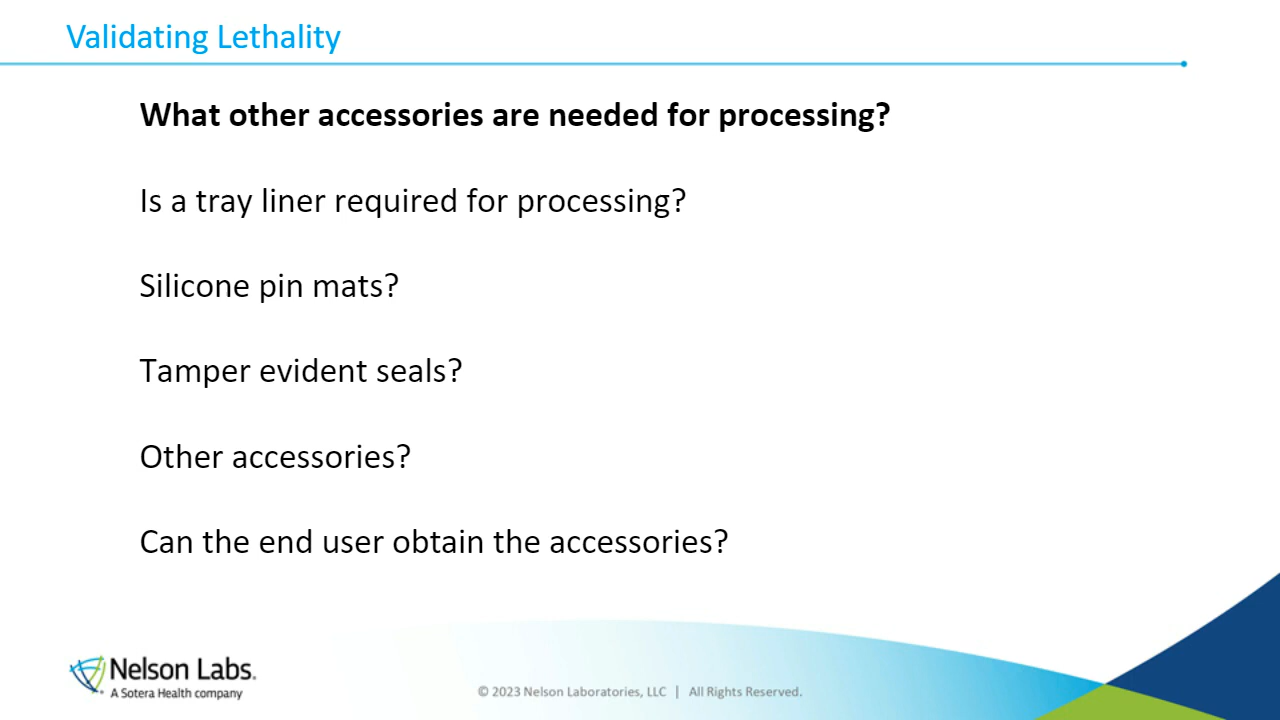 Validating Lethality
What other accessories are needed for processing?
Is a tray liner required for processing?
Silicone pin mats?
Tamper evident seals?
Other accessories?
Can the end user obtain the accessories?
Nelson Labs.
A Sotera Health company
© 2023 Nelson Laboratories, LLC | All Rights Reserved.